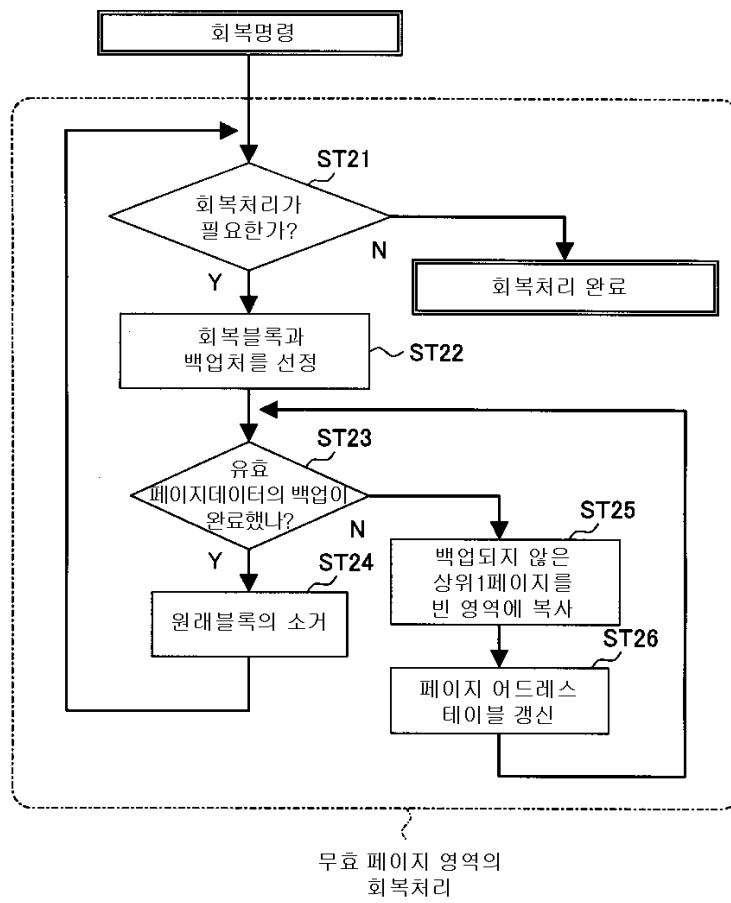 회복명령
ST21
회복처리가
필요한가?
N
Y
회복처리 완료
회복블록과
백업처를 선정
ST22
ST23
유효
페이지데이터의 백업이
완료했나?
N
Y
ST25
백업되지 않은
상위1페이지를
빈 영역에 복사
ST24
원래블록의 소거
ST26
페이지 어드레스
테이블 갱신
무효 페이지 영역의
회복처리